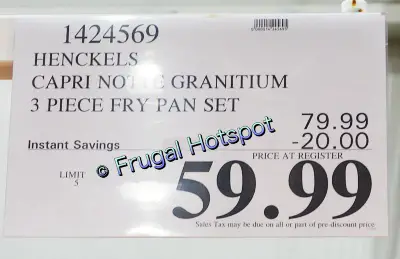 1424569
HENCKELS
CAPRI NOTTE GRANITIUM
3 PIECE FRY PAN SET
79.99
Instant Savings -20.00
© Frugal Hotspot
PRICE AT REGISTER
LIMIT
5
59.99
Sales Tax may be due on all or part of pre-discount price